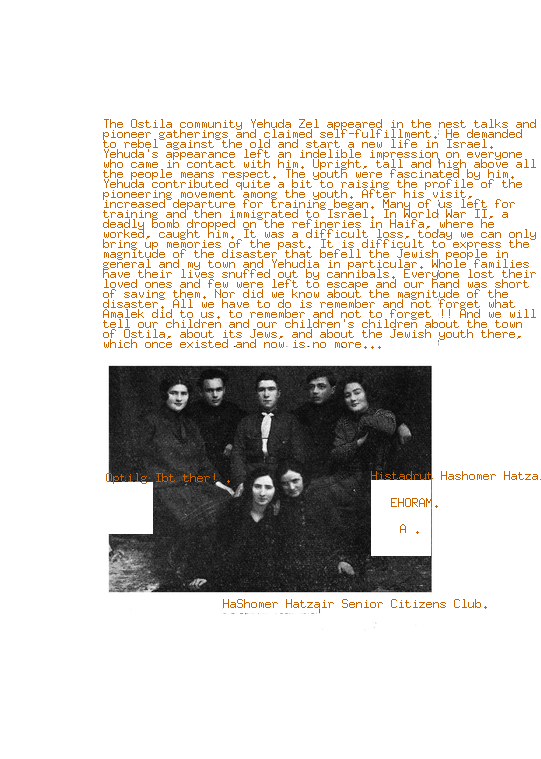 The Ostila community Yehuda Zel appeared in the nest talks and
pioneer gatherings and claimed self-fulfillment. He demanded
to rebel against the old and start a new life in Israel.
Yehuda's appearance left an indelible impression on everyone
who came in contact with him. Upright, tall and high above all
the people means respect. The youth were fascinated by him.
Yehuda contributed quite a bit to raising the profile of the
pioneering movement among the youth. After his visit,
increased departure for training began. Many of us left for
training and then immigrated to Israel. In World War II, a
deadly bomb dropped on the refineries in Haifa, where he
worked, caught him. It was a difficult loss, today we can only
bring up memories of the past. It is difficult to express the
magnitude of the disaster that befell the Jewish people in
general and my town and Yehudia in particular. Whole families
have their lives snuffed out by cannibals. Everyone lost their
loved ones and few were left to escape and our hand was short
of saving them. Nor did we know about the magnitude of the
disaster. All we have to do is remember and not forget what
Amalek did to us, to remember and not to forget !! And we will
tell our children and our children's children about the town
of Ostila, about its Jews, and about the Jewish youth there,
which once existed and now is no more...
Optilg Ibt ther! .
Histadrut Hashomer Hatza
EHORAM.
A .
HaShomer Hatzair Senior Citizens Club.